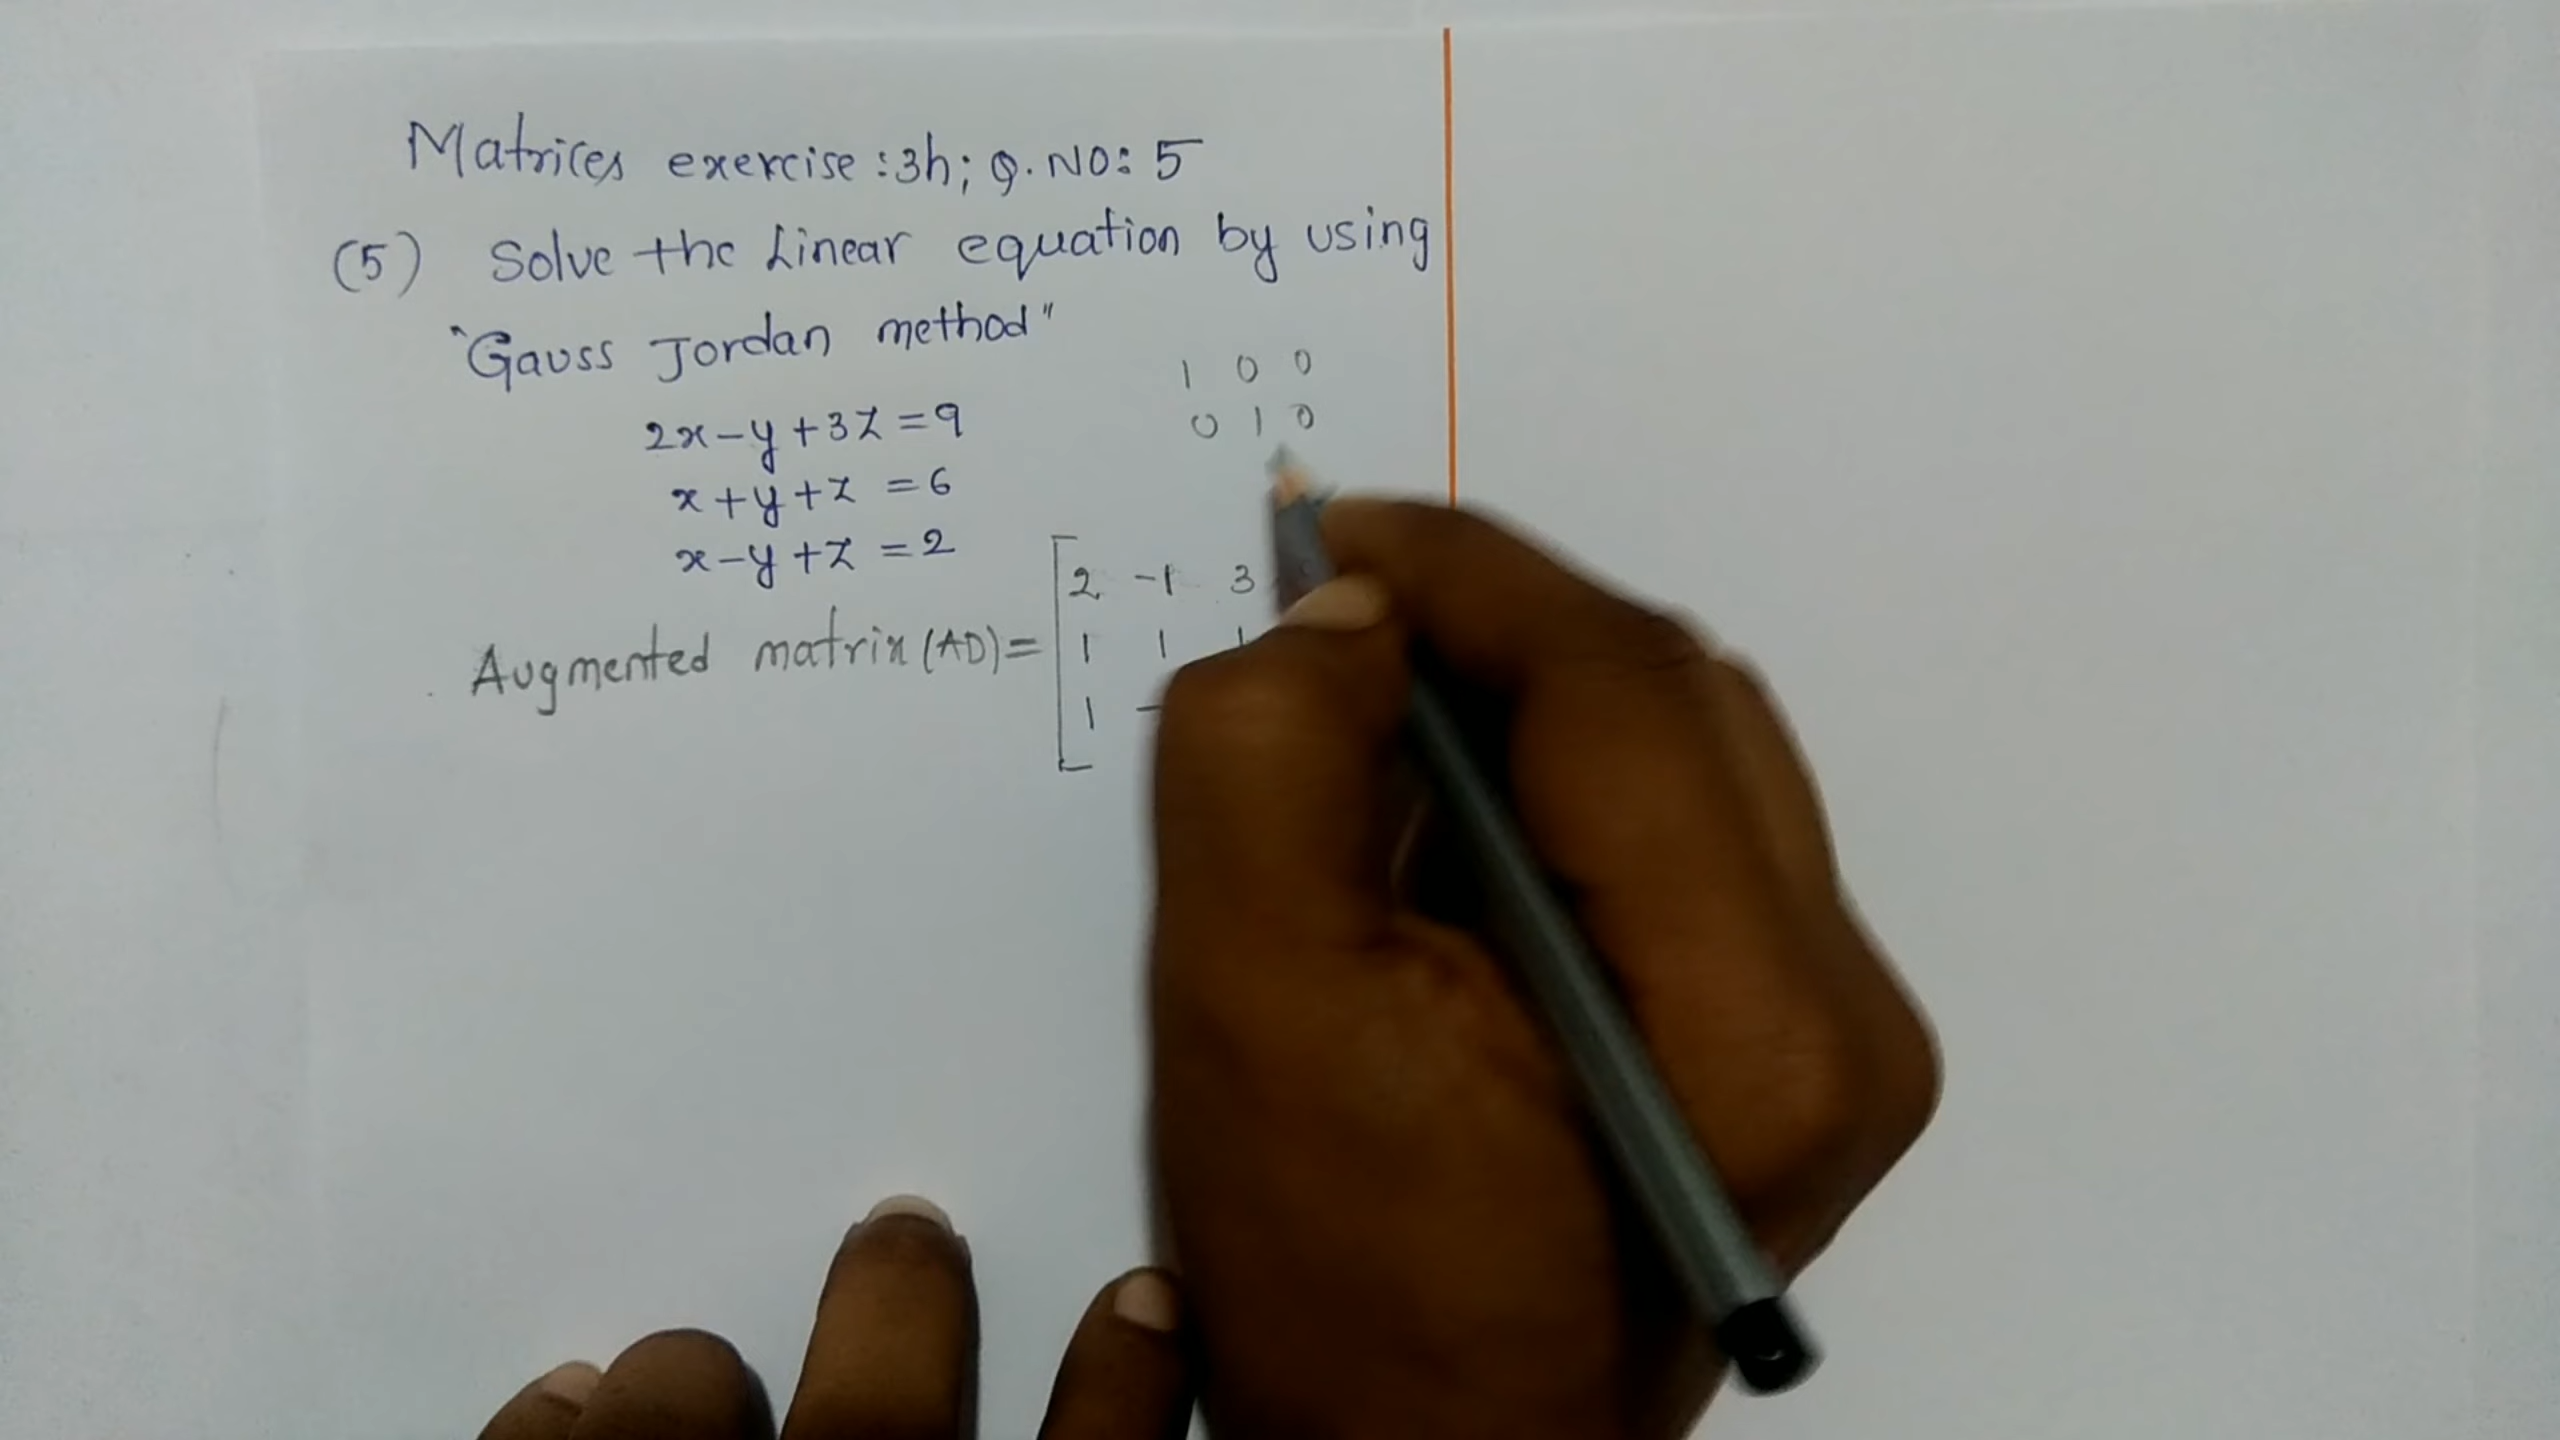 Matrices exercise:3h; Q.NO: 5
(5) Solve the Linear equation by using
"Gauss Jordan method"
2x-y+3z=9
x+y+z =6
x-y+z =2
1 0 0
0 1 0
Augmented matrix(AD)=
2 -1 3
1 1 1
1 -